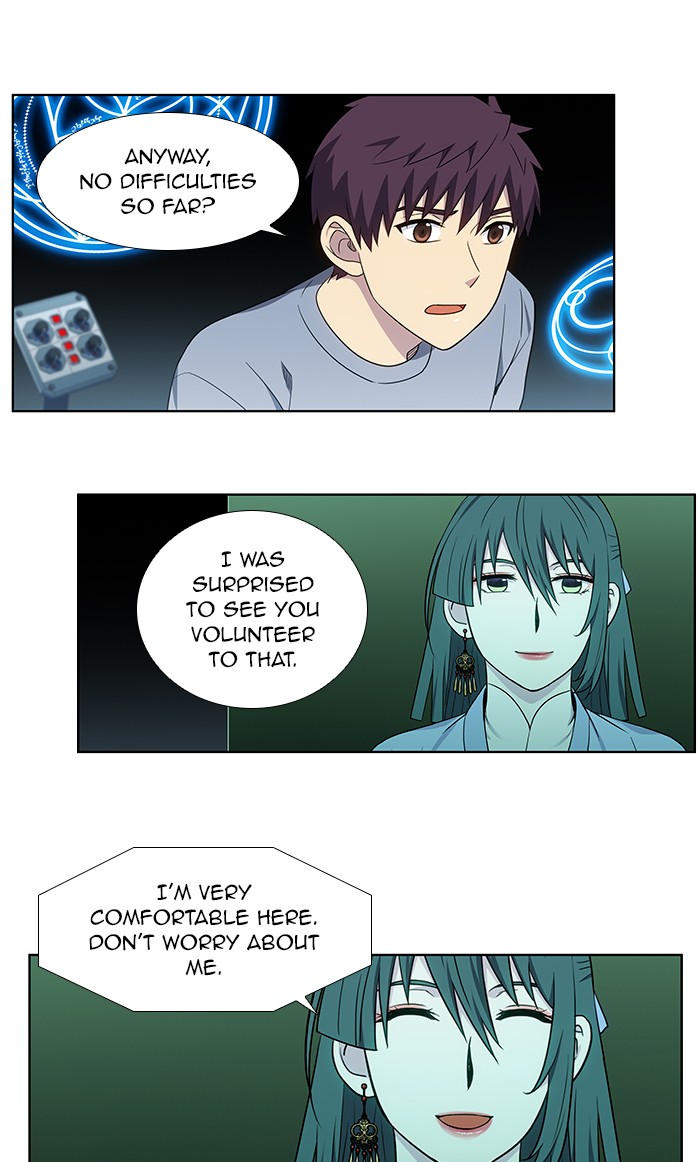 ANYWAY,
NO DIFFICULTIES
SO FAR?
I WAS
SURPRISED
TO SEE YOU
VOLUNTEER
TO THAT.
I'M VERY
COMFORTABLE HERE.
DON'T WORRY ABOUT
ME.